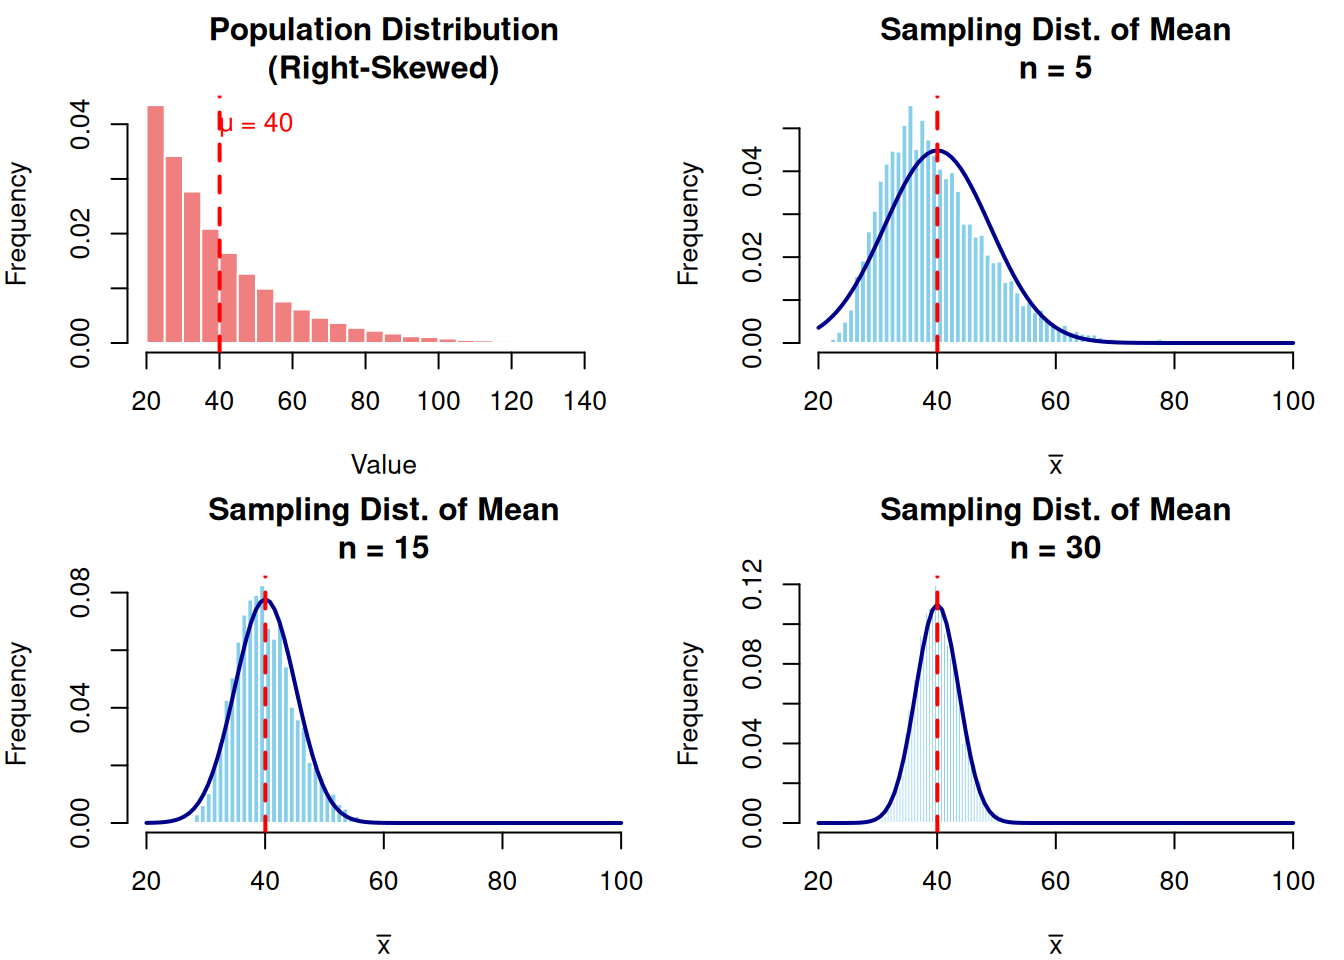 Population Distribution
(Right-Skewed)
Frequency
0.00
0.02
0.04
μ = 40
20 40 60 80 100 120 140
Value
Sampling Dist. of Mean
n = 5
Frequency
0.00
0.02
0.04
20 40 60 80 100
x̅
Sampling Dist. of Mean
n = 15
Frequency
0.00
0.04
0.08
20 40 60 80 100
x̅
Sampling Dist. of Mean
n = 30
Frequency
0.00
0.04
0.08
0.12
20 40 60 80 100
x̅